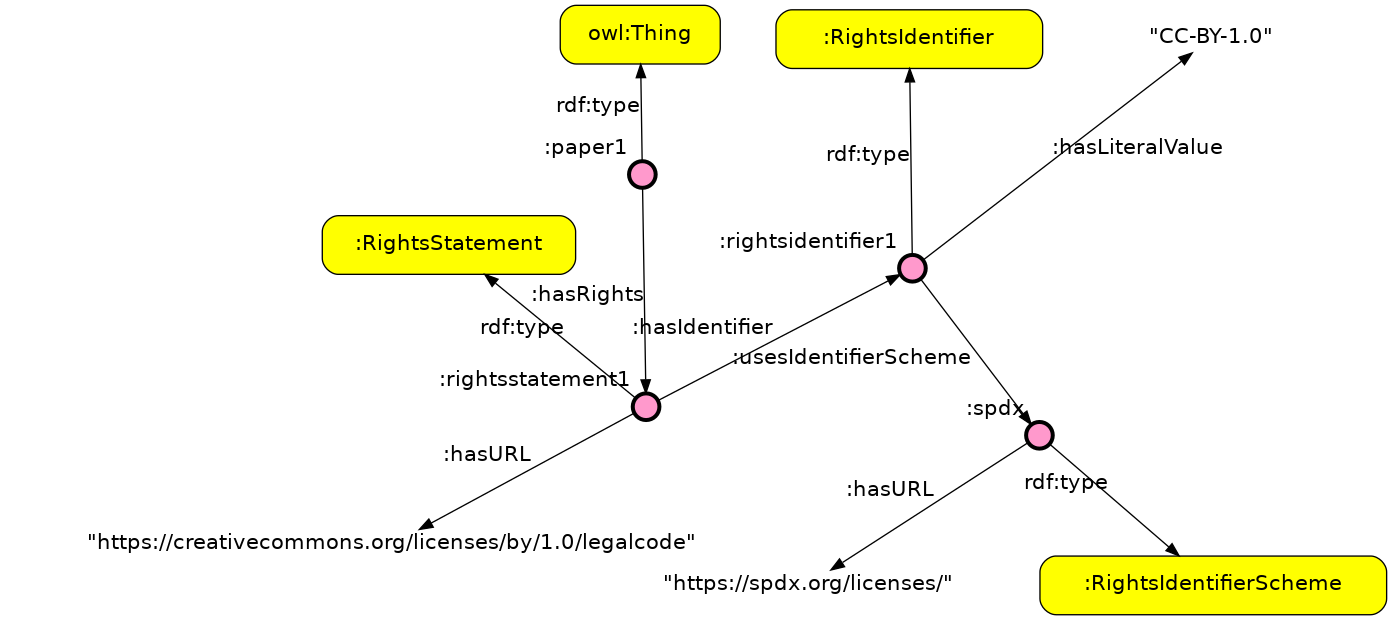 owl:Thing
:RightsIdentifier
"CC-BY-1.0"
rdf:type
:paper1
rdf:type
:hasLiteralValue
:RightsStatement
:rightsidentifier1
:hasRights
rdf:type
:hasIdentifier
:usesIdentifierScheme
:rightsstatement1
:spdx
:hasURL
:hasURL
rdf:type
"https://creativecommons.org/licenses/by/1.0/legalcode"
"https://spdx.org/licenses/"
:RightsIdentifierScheme